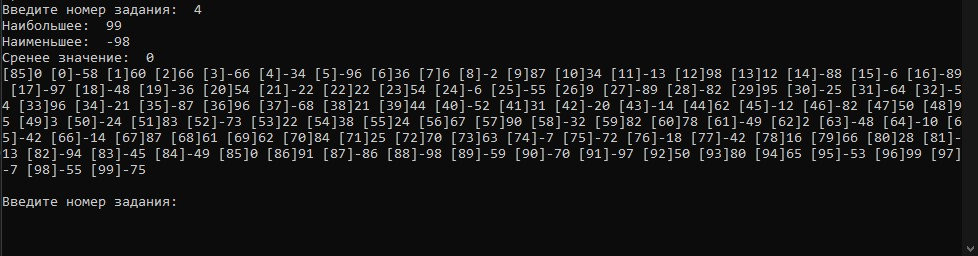 Введите номер задания:  4
Наибольшее:  99
Наименьшее:  -98
Сренее значение:  0
[85]0 [0]-58 [1]60 [2]66 [3]-66 [4]-34 [5]-96 [6]36 [7]6 [8]-2 [9]87 [10]34 [11]-13 [12]98 [13]12 [14]-88 [15]-6 [16]-89
 [17]-97 [18]-48 [19]-36 [20]54 [21]-22 [22]22 [23]54 [24]-6 [25]-55 [26]9 [27]-89 [28]-82 [29]95 [30]-25 [31]-64 [32]-5
4 [33]96 [34]-21 [35]-87 [36]96 [37]-68 [38]21 [39]44 [40]-52 [41]31 [42]-20 [43]-14 [44]62 [45]-12 [46]-82 [47]50 [48]9
5 [49]3 [50]-24 [51]83 [52]-73 [53]22 [54]38 [55]24 [56]67 [57]90 [58]-32 [59]82 [60]78 [61]-49 [62]2 [63]-48 [64]-10 [6
5]-42 [66]-14 [67]87 [68]61 [69]62 [70]84 [71]25 [72]70 [73]63 [74]-7 [75]-72 [76]-18 [77]-42 [78]16 [79]66 [80]28 [81]-
13 [82]-94 [83]-45 [84]-49 [85]0 [86]91 [87]-86 [88]-98 [89]-59 [90]-70 [91]-97 [92]50 [93]80 [94]65 [95]-53 [96]99 [97]
-7 [98]-55 [99]-75
Введите номер задания: